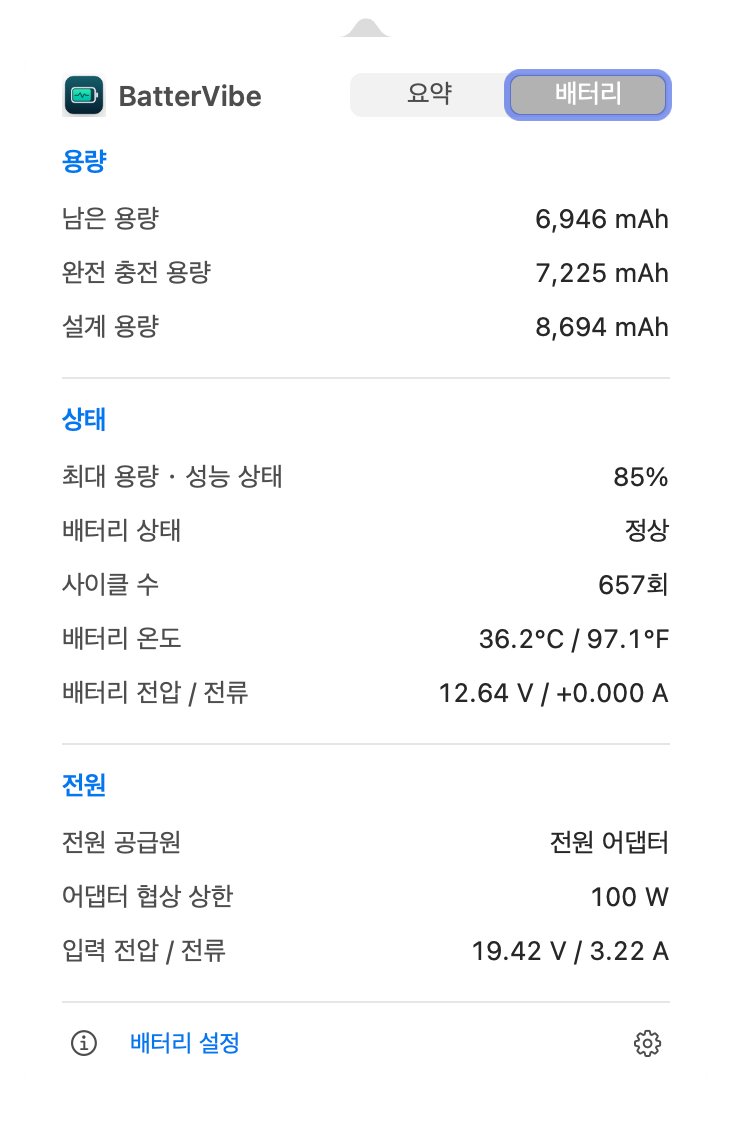 BatterVibe 요약 배터리
용량
남은 용량 6,946 mAh
완전 충전 용량 7,225 mAh
설계 용량 8,694 mAh
상태
최대 용량 · 성능 상태 85%
배터리 상태 정상
사이클 수 657회
배터리 온도 36.2°C / 97.1°F
배터리 전압 / 전류 12.64 V / +0.000 A
전원
전원 공급원 전원 어댑터
어댑터 협상 상한 100 W
입력 전압 / 전류 19.42 V / 3.22 A
배터리 설정